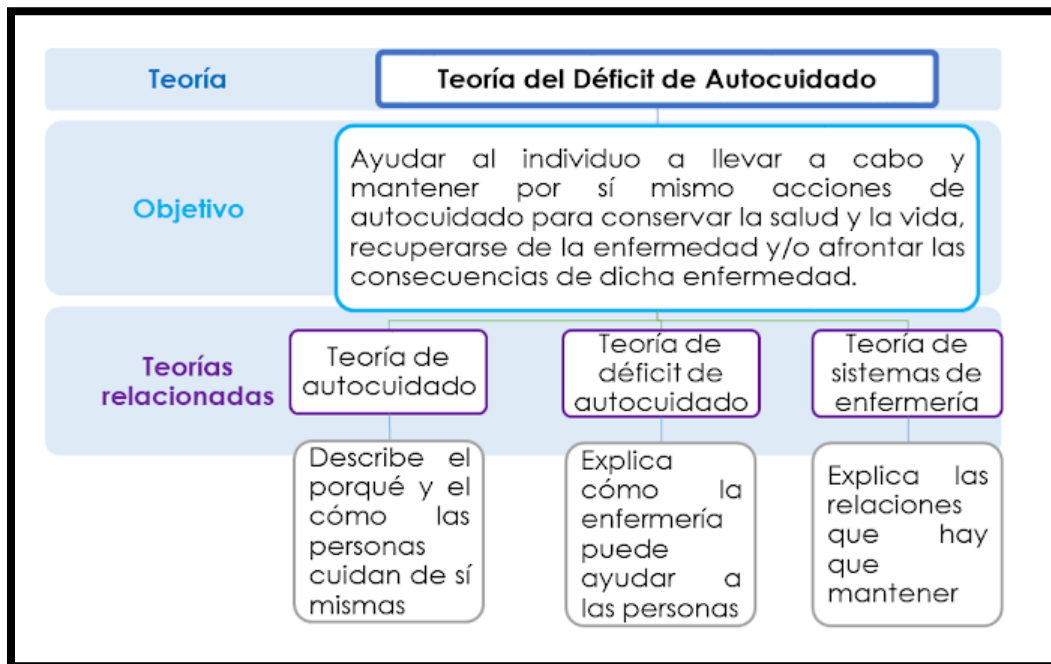 Teoría
Teoría del Déficit de Autocuidado
Objetivo
Ayudar al individuo a llevar a cabo y
mantener por sí mismo acciones de
autocuidado para conservar la salud y la vida,
recuperarse de la enfermedad y/o afrontar las
consecuencias de dicha enfermedad.
Teorías
relacionadas
Teoría de
autocuidado
Teoría de
déficit de
autocuidado
Teoría de
sistemas de
enfermería
Describe el
porqué y el
cómo las
personas
cuidan de sí
mismas
Explica
cómo la
enfermería
puede
ayudar a
las personas
Explica las
relaciones
que hay
que
mantener